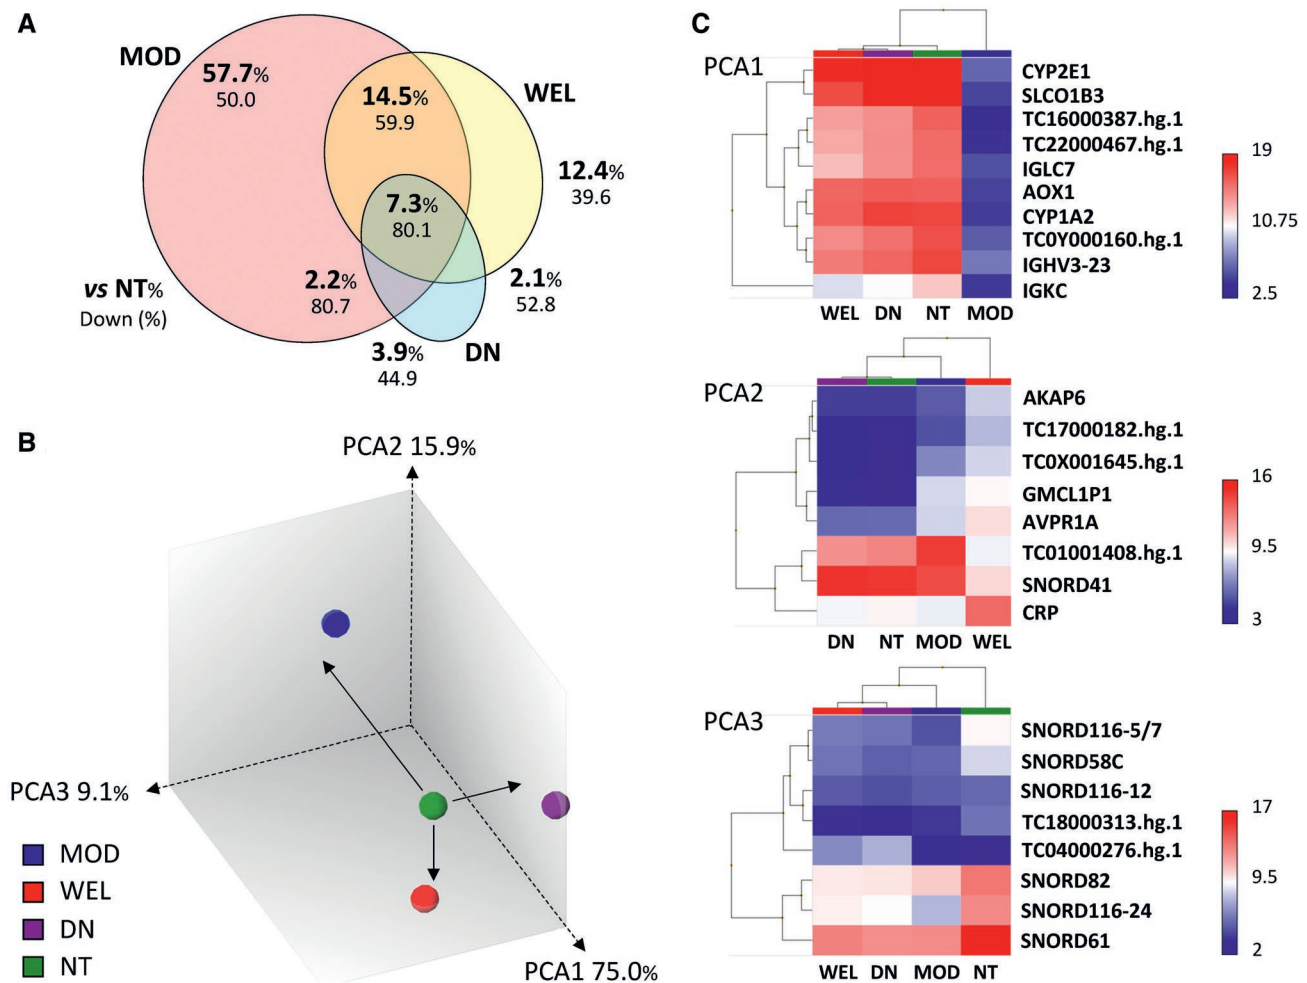 A
MOD
57.7%
50.0
14.5%
59.9
WEL
12.4%
39.6
7.3%
80.1
2.2%
80.7
2.1%
52.8
vs NT%
Down (%)
3.9%
44.9
DN
B
PCA2 15.9%
PCA3 9.1%
PCA1 75.0%
MOD
WEL
DN
NT
C
PCA1
CYP2E1
SLCO1B3
TC16000387.hg.1
TC22000467.hg.1
IGLC7
AOX1
CYP1A2
TC0Y000160.hg.1
IGHV3-23
IGKC
WEL DN NT MOD
19
10.75
2.5
PCA2
AKAP6
TC17000182.hg.1
TC0X001645.hg.1
GMCL1P1
AVPR1A
TC01001408.hg.1
SNORD41
CRP
DN NT MOD WEL
16
9.5
3
PCA3
SNORD116-5/7
SNORD58C
SNORD116-12
TC18000313.hg.1
TC04000276.hg.1
SNORD82
SNORD116-24
SNORD61
WEL DN MOD NT
17
9.5
2